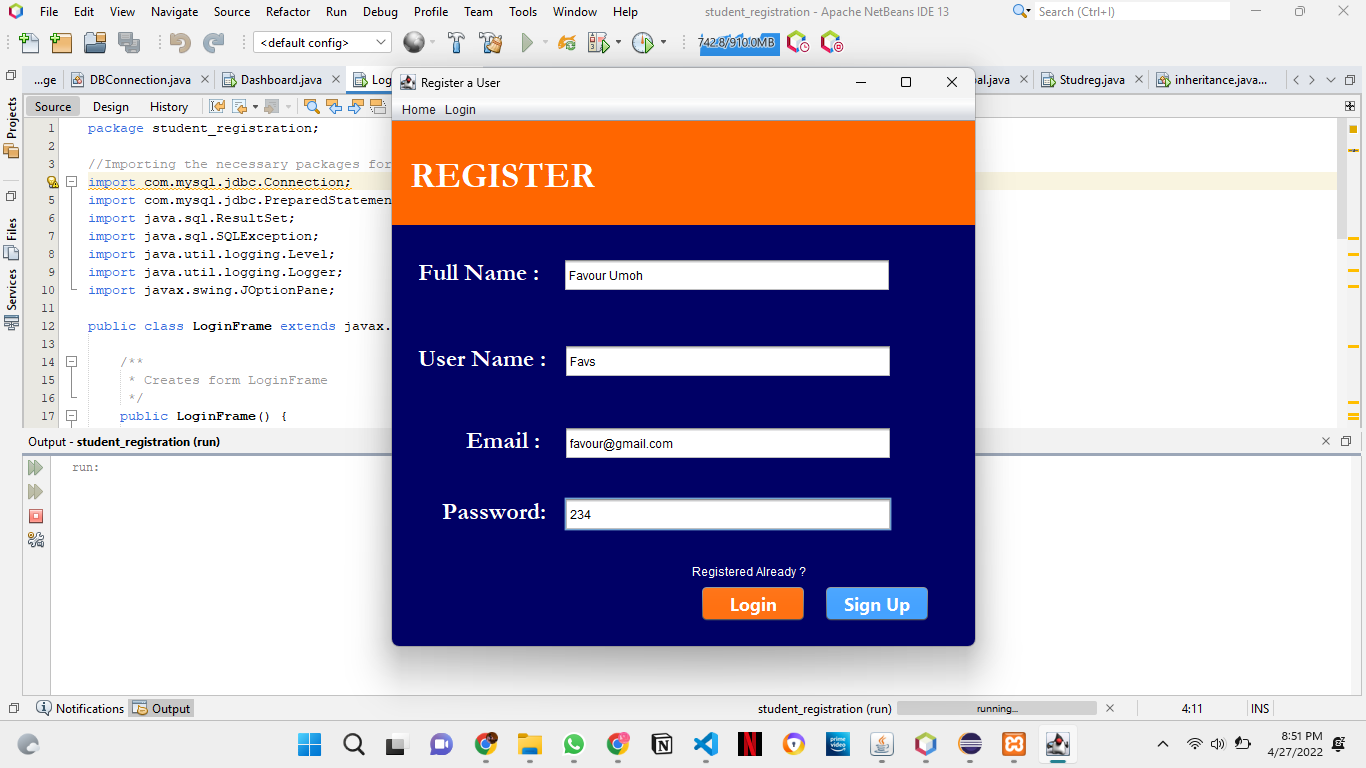 File Edit View Navigate Source Refactor Run Debug Profile Team Tools Window Help student_registration - Apache NetBeans IDE 13 Search (Ctrl+I)
<default config> 742.8/910.0MB
...ge DBConnection.java Dashboard.java Log al.java Studreg.java inheritance.java...
Source Design History
Projects
Files
Services
1 package student_registration;
2
3 //Importing the necessary packages for
4 import com.mysql.jdbc.Connection;
5 import com.mysql.jdbc.PreparedStatemen
6 import java.sql.ResultSet;
7 import java.sql.SQLException;
8 import java.util.logging.Level;
9 import java.util.logging.Logger;
10 import javax.swing.JOptionPane;
11
12 public class LoginFrame extends javax.
13
14 /**
15 * Creates form LoginFrame
16 */
17 public LoginFrame() {
Register a User
Home Login
REGISTER
Full Name : Favour Umoh
User Name : Favs
Email : favour@gmail.com
Password: 234
Registered Already ?
Login Sign Up
Output - student_registration (run)
run:
Notifications Output student_registration (run) running... 4:11 INS
prime video
8:51 PM
4/27/2022